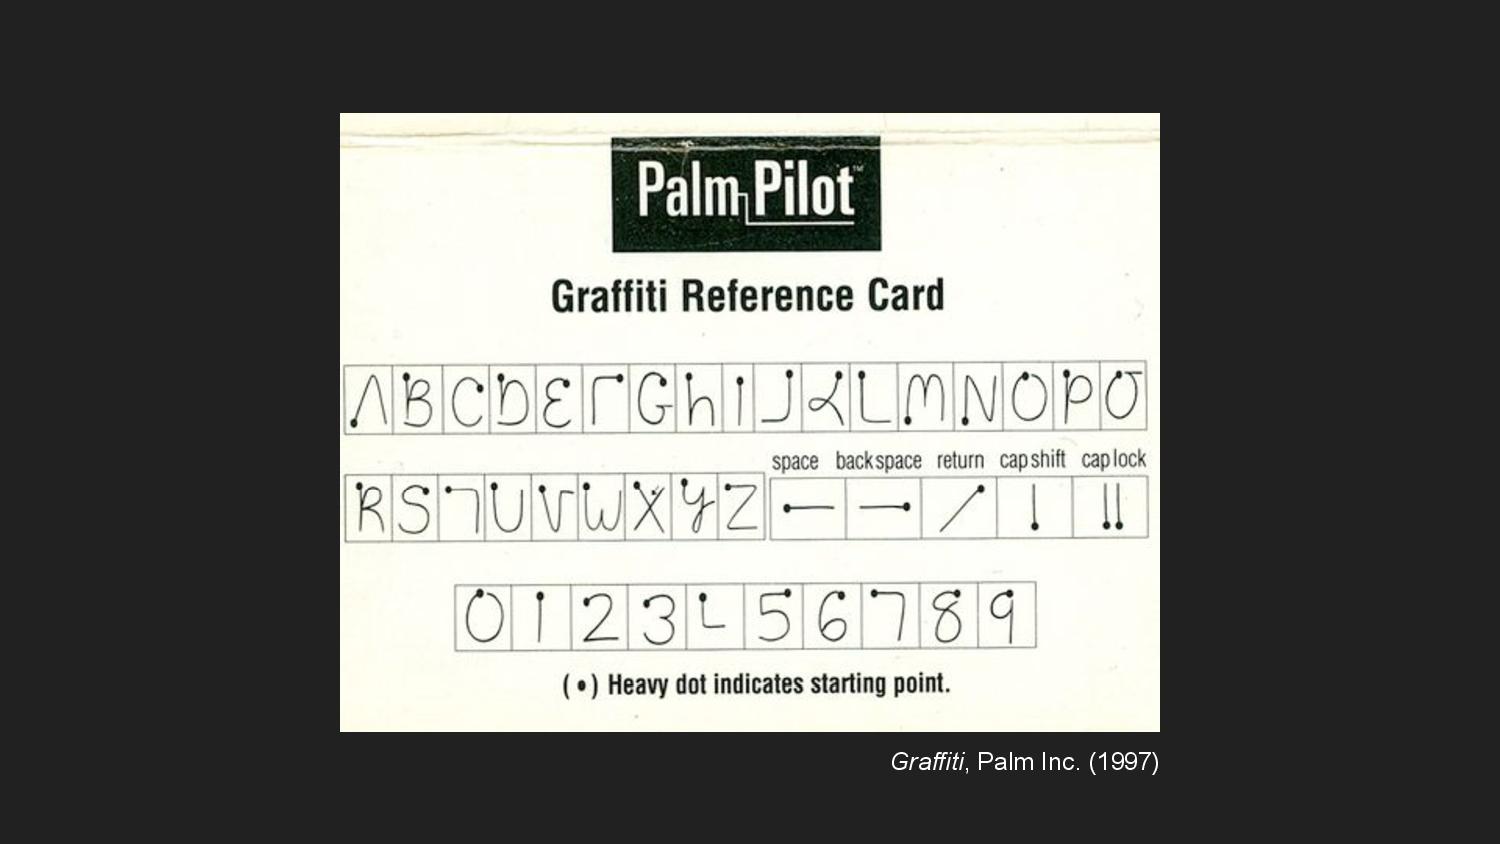 Palm Pilot™
Graffiti Reference Card
A B C D E F G h I J K L M N O P Q
space backspace return cap shift cap lock
R S T U V W X Y Z
0 1 2 3 4 5 6 7 8 9
( • ) Heavy dot indicates starting point.
Graffiti, Palm Inc. (1997)